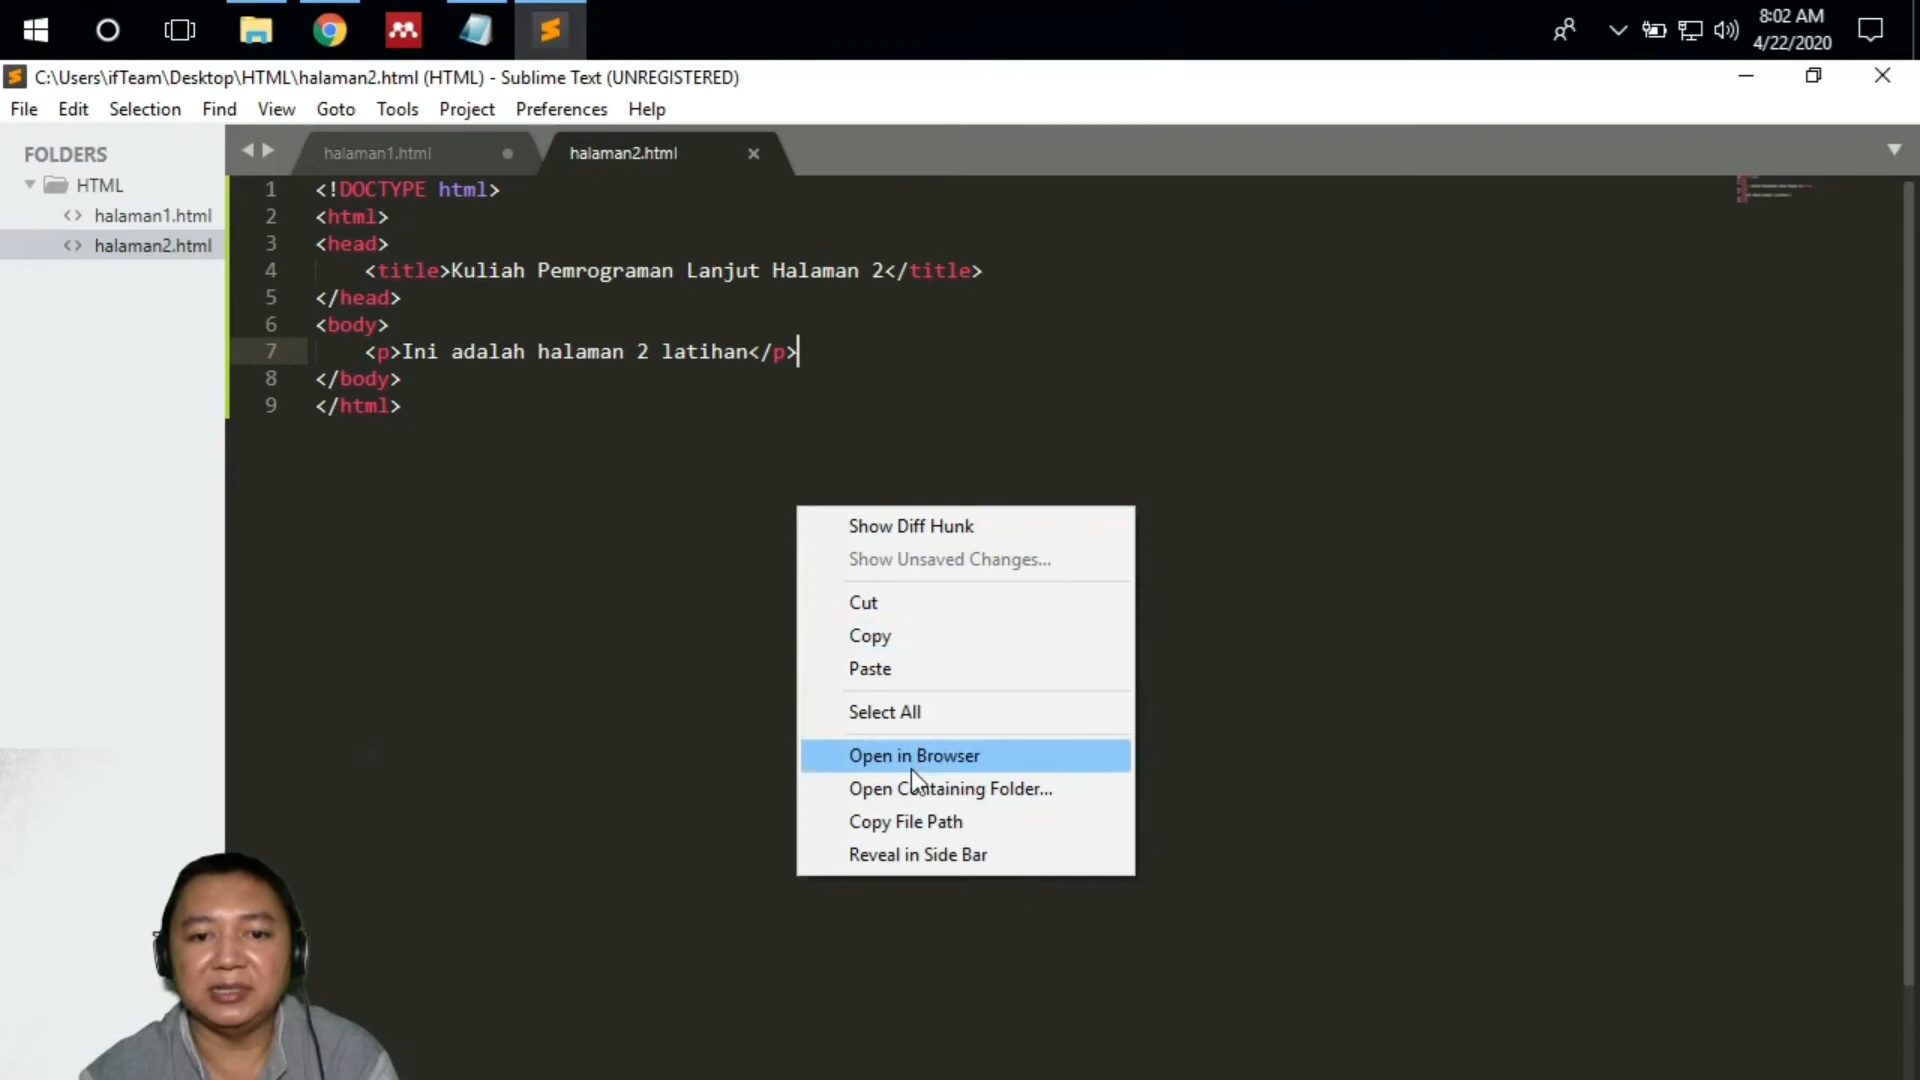 8:02 AM
4/22/2020
C:\Users\ifTeam\Desktop\HTML\halaman2.html (HTML) - Sublime Text (UNREGISTERED)
File Edit Selection Find View Goto Tools Project Preferences Help
FOLDERS
HTML
halaman1.html
halaman2.html
halaman1.html halaman2.html
1 <!DOCTYPE html>
2 <html>
3 <head>
4 <title>Kuliah Pemrograman Lanjut Halaman 2</title>
5 </head>
6 <body>
7 <p>Ini adalah halaman 2 latihan</p>
8 </body>
9 </html>
Show Diff Hunk
Show Unsaved Changes...
Cut
Copy
Paste
Select All
Open in Browser
Open Containing Folder...
Copy File Path
Reveal in Side Bar